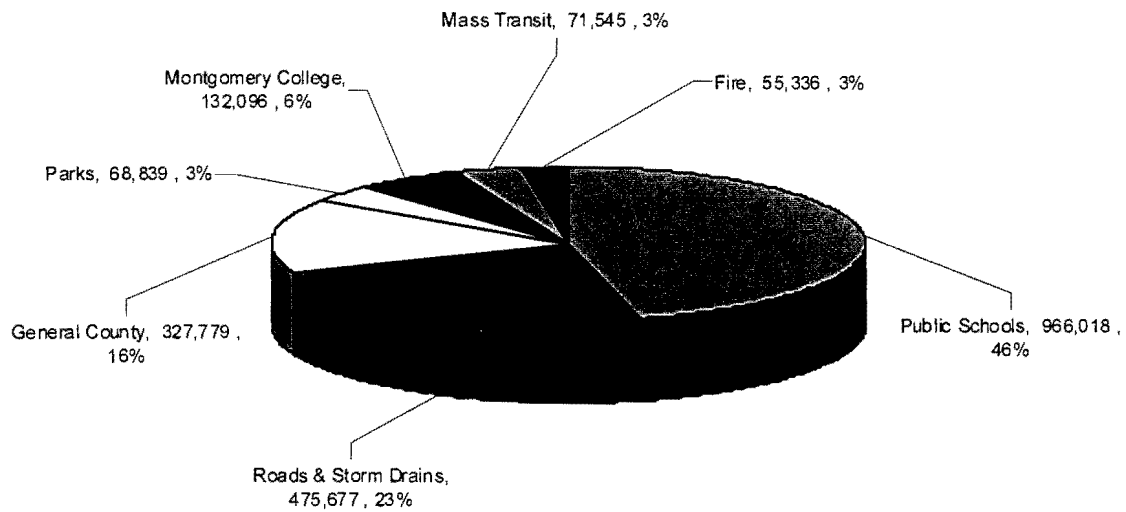 Mass Transit, 71,545 , 3%
Montgomery College,
132,096 , 6%
Fire, 55,336 , 3%
Parks, 68,839 , 3%
General County, 327,779 ,
16%
Public Schools, 966,018 ,
46%
Roads & Storm Drains,
475,677 , 23%